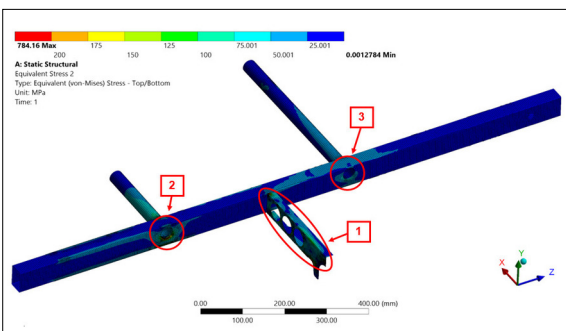 784.16 Max 175 125 75.001 25.001
200 150 100 50.001 0.0012784 Min
A: Static Structural
Equivalent Stress 2
Type: Equivalent (von-Mises) Stress - Top/Bottom
Unit: MPa
Time: 1
3
2
1
Y
X
Z
0.00 200.00 400.00 (mm)
100.00 300.00